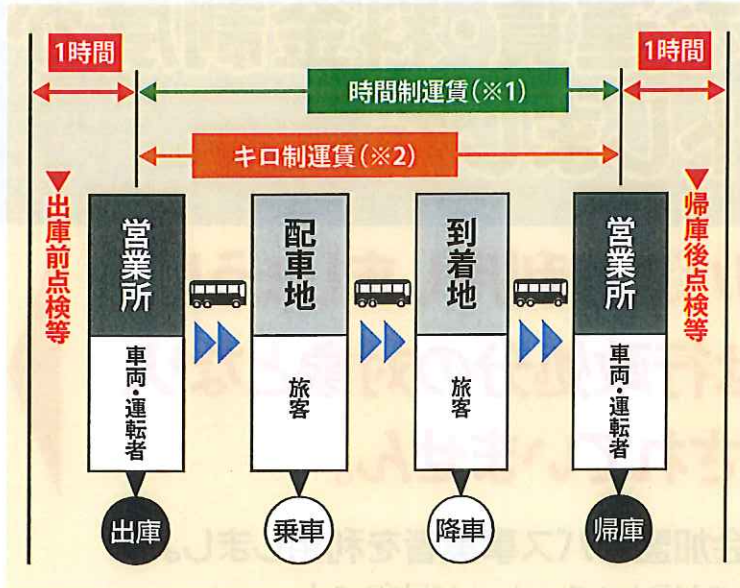 1時間
1時間
時間制運賃(※1)
キロ制運賃(※2)
▼出庫前点検等
営業所
配車地
到着地
営業所
▼帰庫後点検等
車両・運転者
旅客
旅客
車両・運転者
出庫
乗車
降車
帰庫